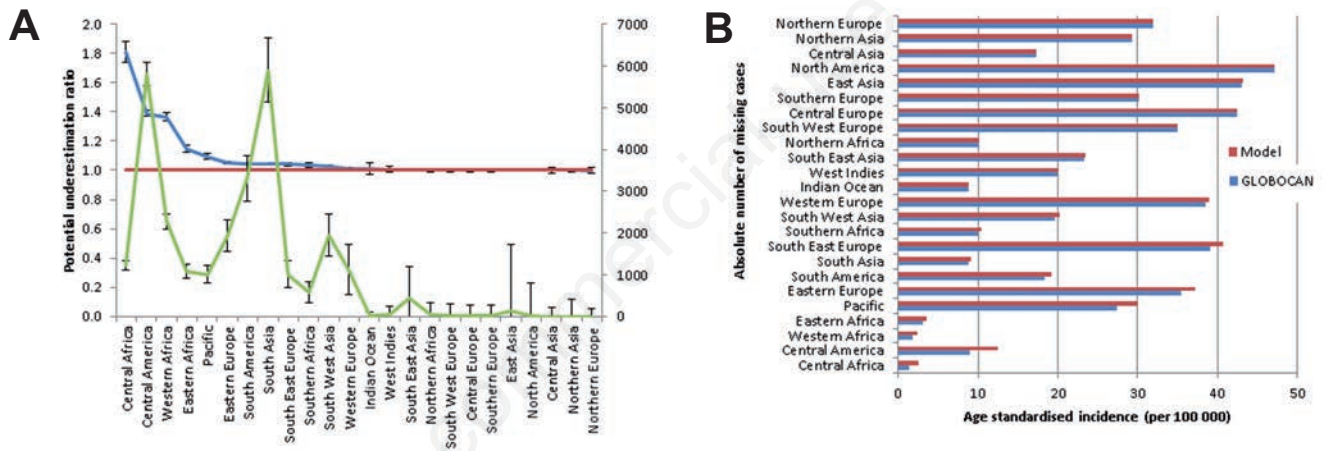 A
2.0
1.8
1.6
1.4
1.2
1.0
0.8
0.6
0.4
0.2
0.0
Potential underestimation ratio
7000
6000
5000
4000
3000
2000
1000
0
Central Africa
Central America
Western Africa
Eastern Africa
Pacific
Eastern Europe
South America
South Asia
South East Europe
Southern Africa
South West Asia
Western Europe
Indian Ocean
West Indies
South East Asia
Northern Africa
South West Europe
Central Europe
Southern Europe
East Asia
North America
Central Asia
Northern Asia
Northern Europe
B
Absolute number of missing cases
Northern Europe
Northern Asia
Central Asia
North America
East Asia
Southern Europe
Central Europe
South West Europe
Northern Africa
South East Asia
West Indies
Indian Ocean
Western Europe
South West Asia
Southern Africa
South East Europe
South Asia
South America
Eastern Europe
Pacific
Eastern Africa
Western Africa
Central America
Central Africa
Model
GLOBOCAN
0 10 20 30 40 50
Age standardised incidence (per 100 000)